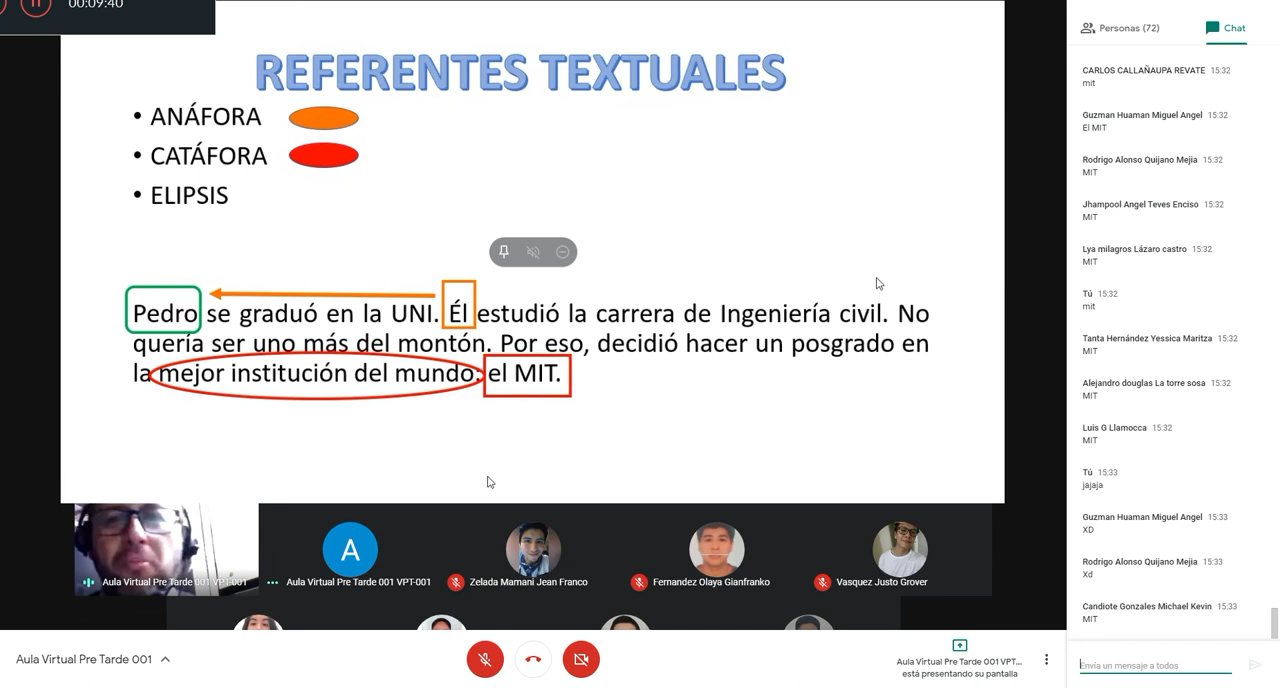 00:09:40
REFERENTES TEXTUALES
• ANÁFORA
• CATÁFORA
• ELIPSIS
Pedro se graduó en la UNI. Él estudió la carrera de Ingeniería civil. No
quería ser uno más del montón. Por eso, decidió hacer un posgrado en
la mejor institución del mundo: el MIT.
Aula Virtual Pre Tarde 001 VPT-001
A
Aula Virtual Pre Tarde 001 VPT-001
Zelada Mamani Jean Franco
Fernandez Olaya Gianfranko
Vasquez Justo Grover
Aula Virtual Pre Tarde 001
Aula Virtual Pre Tarde 001 VPT...
está presentando su pantalla
Personas (72)
Chat
CARLOS CALLAÑAUPA REVATE 15:32
mit
Guzman Huaman Miguel Angel 15:32
El MIT
Rodrigo Alonso Quijano Mejia 15:32
MIT
Jhampool Angel Teves Enciso 15:32
MIT
Lya milagros Lázaro castro 15:32
MIT
Tú 15:32
mit
Tanta Hernández Yessica Maritza 15:32
MIT
Alejandro douglas La torre sosa 15:32
MIT
Luis G Llamocca 15:32
MIT
Tú 15:33
jajaja
Guzman Huaman Miguel Angel 15:33
XD
Rodrigo Alonso Quijano Mejia 15:33
Xd
Candiote Gonzales Michael Kevin 15:33
MIT
Envía un mensaje a todos